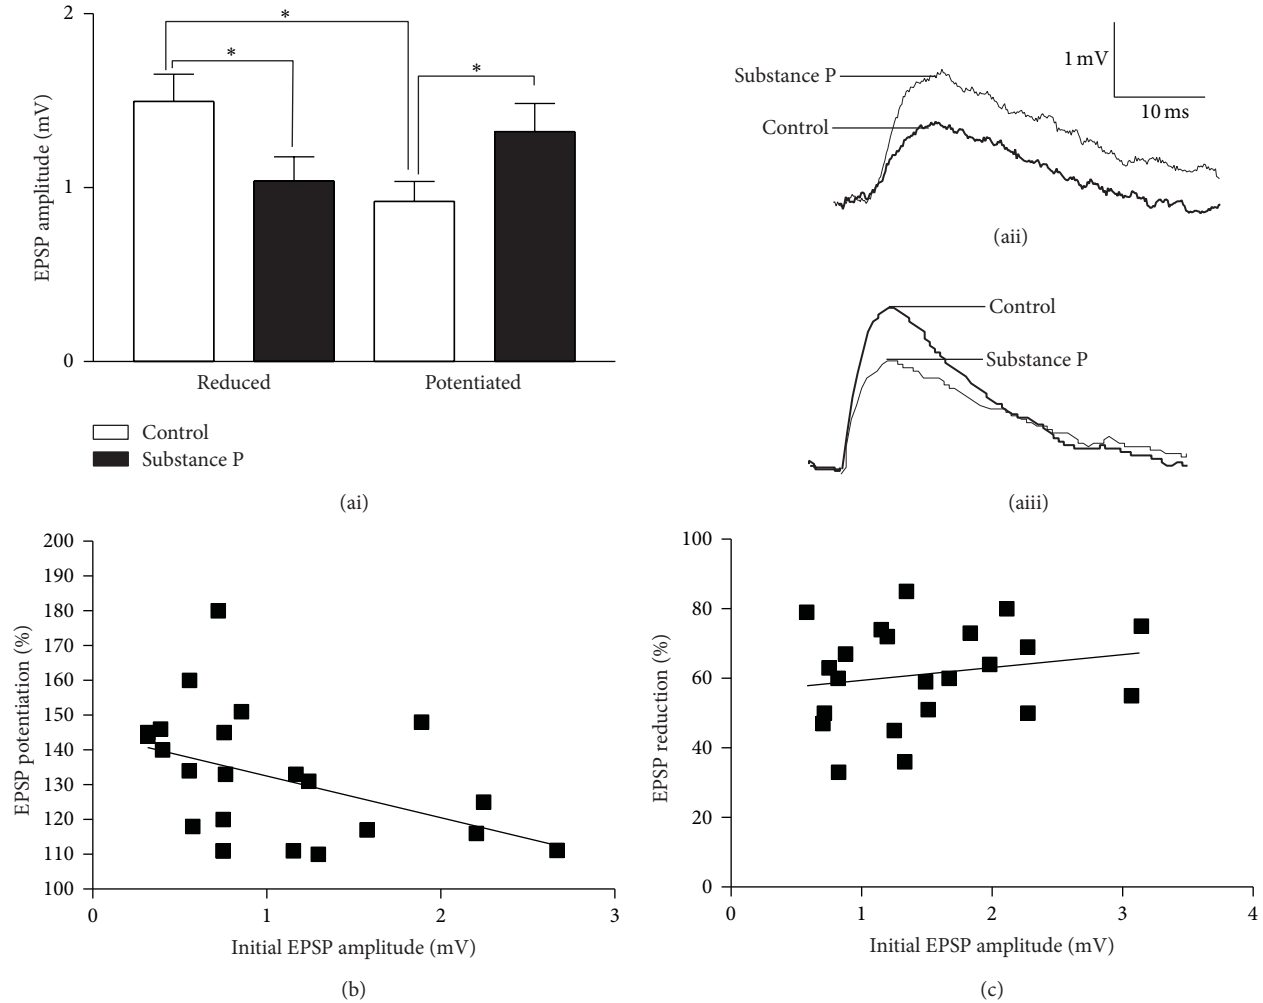 2
1
0
EPSP amplitude (mV)
*
*
*
Reduced
Potentiated
Control
Substance P
(ai)
Substance P
Control
1 mV
10 ms
(aii)
Control
Substance P
(aiii)
200
190
180
170
160
150
140
130
120
110
100
EPSP potentiation (%)
0
1
2
3
Initial EPSP amplitude (mV)
(b)
100
80
60
40
20
0
EPSP reduction (%)
0
1
2
3
4
Initial EPSP amplitude (mV)
(c)